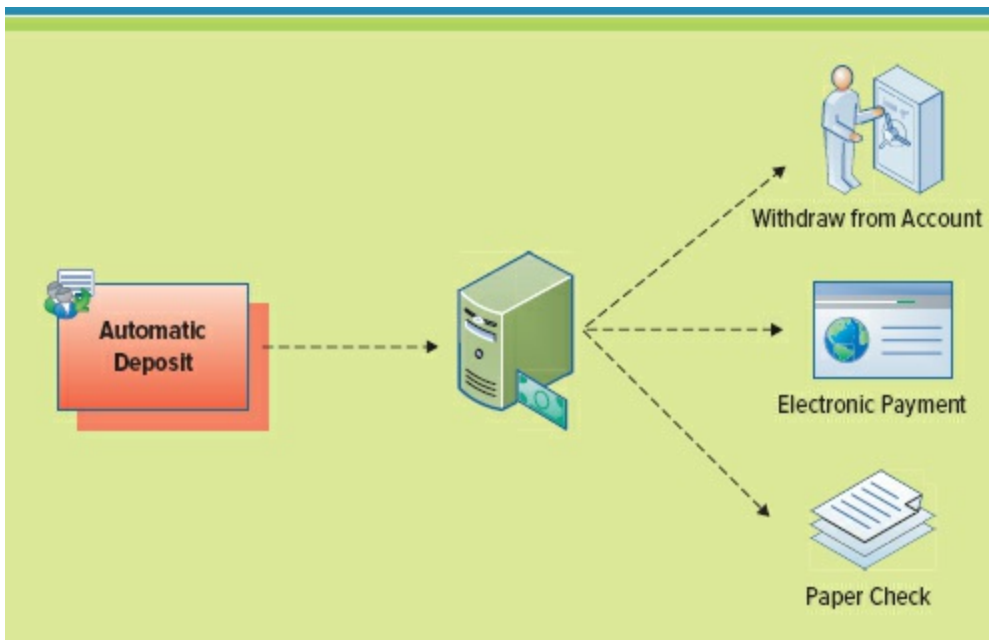 Automatic
Deposit
Withdraw from Account
Electronic Payment
Paper Check